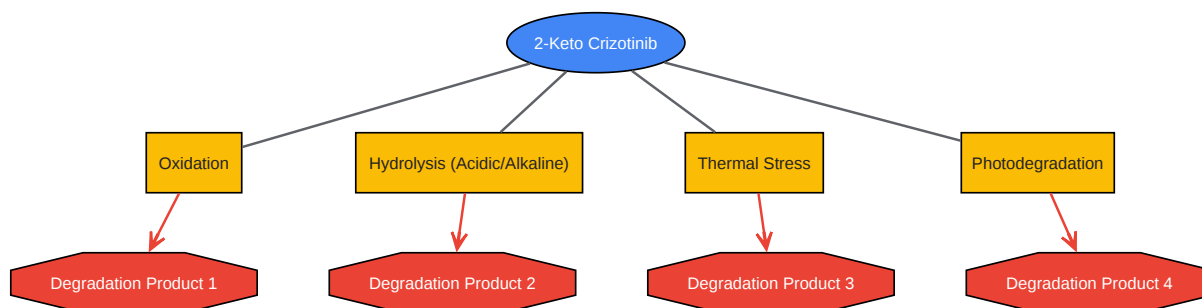 2-Keto Crizotinib
Oxidation
Hydrolysis (Acidic/Alkaline)
Thermal Stress
Photodegradation
Degradation Product 1
Degradation Product 2
Degradation Product 3
Degradation Product 4